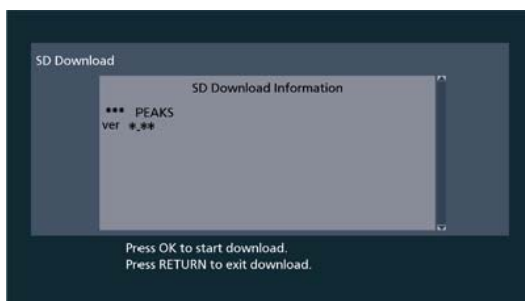 SD Download
SD Download Information
*** PEAKS
ver *.**
Press OK to start download.
Press RETURN to exit download.